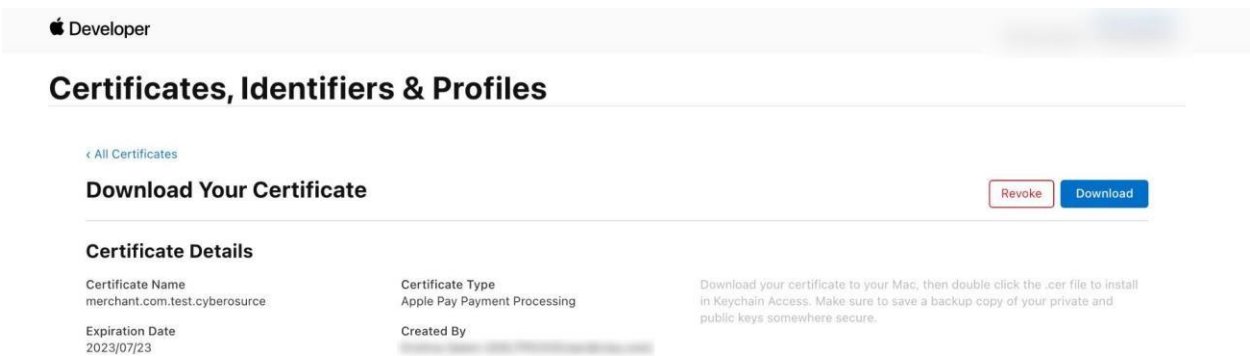 Developer
Certificates, Identifiers & Profiles
‹ All Certificates
Download Your Certificate
Revoke
Download
Certificate Details
Certificate Name
merchant.com.test.cyberosurce
Certificate Type
Apple Pay Payment Processing
Download your certificate to your Mac, then double click the .cer file to install
in Keychain Access. Make sure to save a backup copy of your private and
public keys somewhere secure.
Expiration Date
2023/07/23
Created By